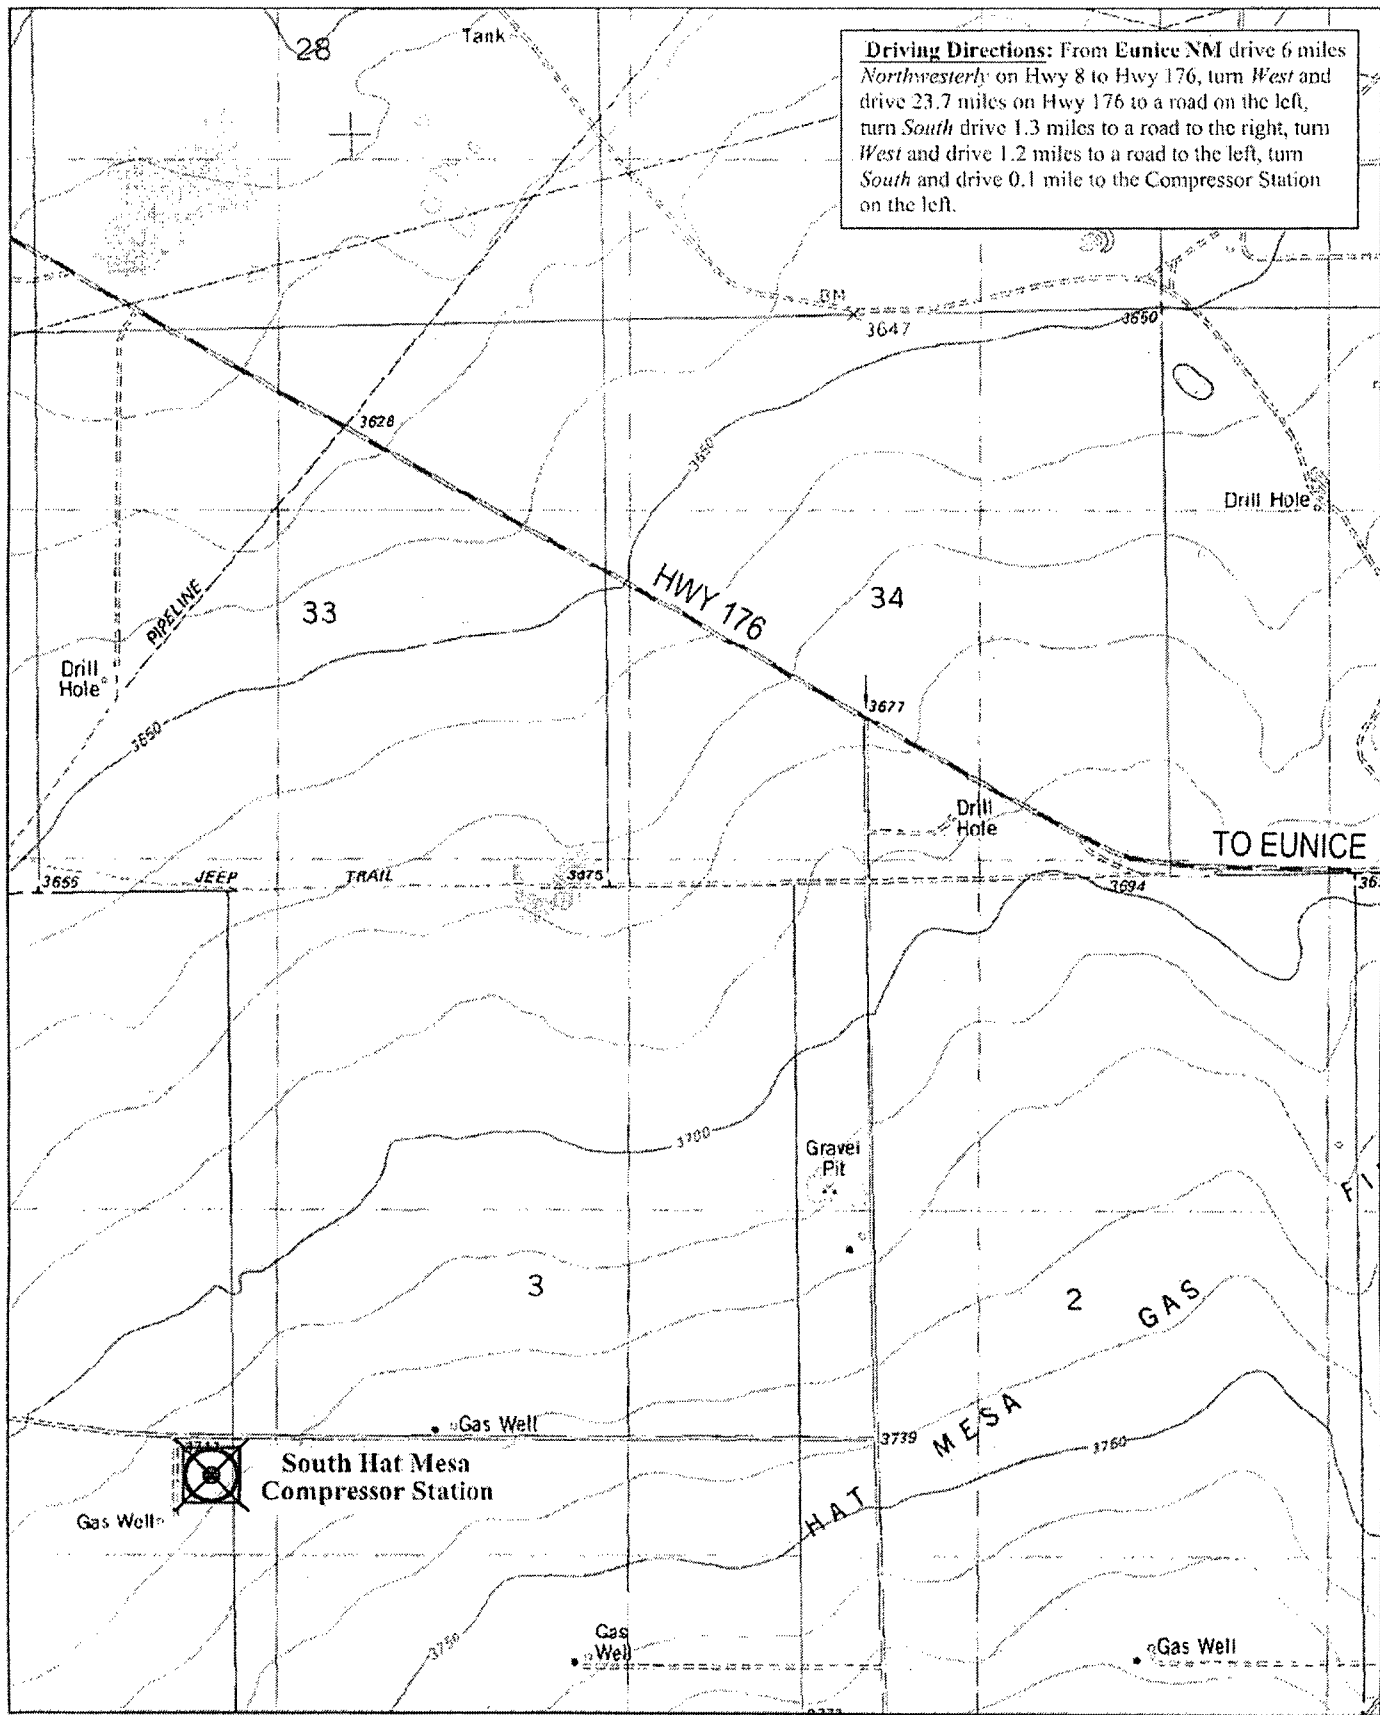 28
Tank
Driving Directions: From Eunice NM drive 6 miles
Northwesterly on Hwy 8 to Hwy 176, turn West and
drive 23.7 miles on Hwy 176 to a road on the left,
turn South drive 1.3 miles to a road to the right, turn
West and drive 1.2 miles to a road to the left, turn
South and drive 0.1 mile to the Compressor Station
on the left.
BM
3647
3650
3628
3650
Drill Hole
PIPELINE
33
HWY 176
34
Drill
Hole
3650
3677
Drill
Hole
TO EUNICE
3655
JEEP TRAIL
3675
3694
3700
Gravel
Pit
3
2
HAT MESA GAS
Gas Well
3739
3760
South Hat Mesa
Compressor Station
Gas Well
3750
Gas
Well
Gas Well